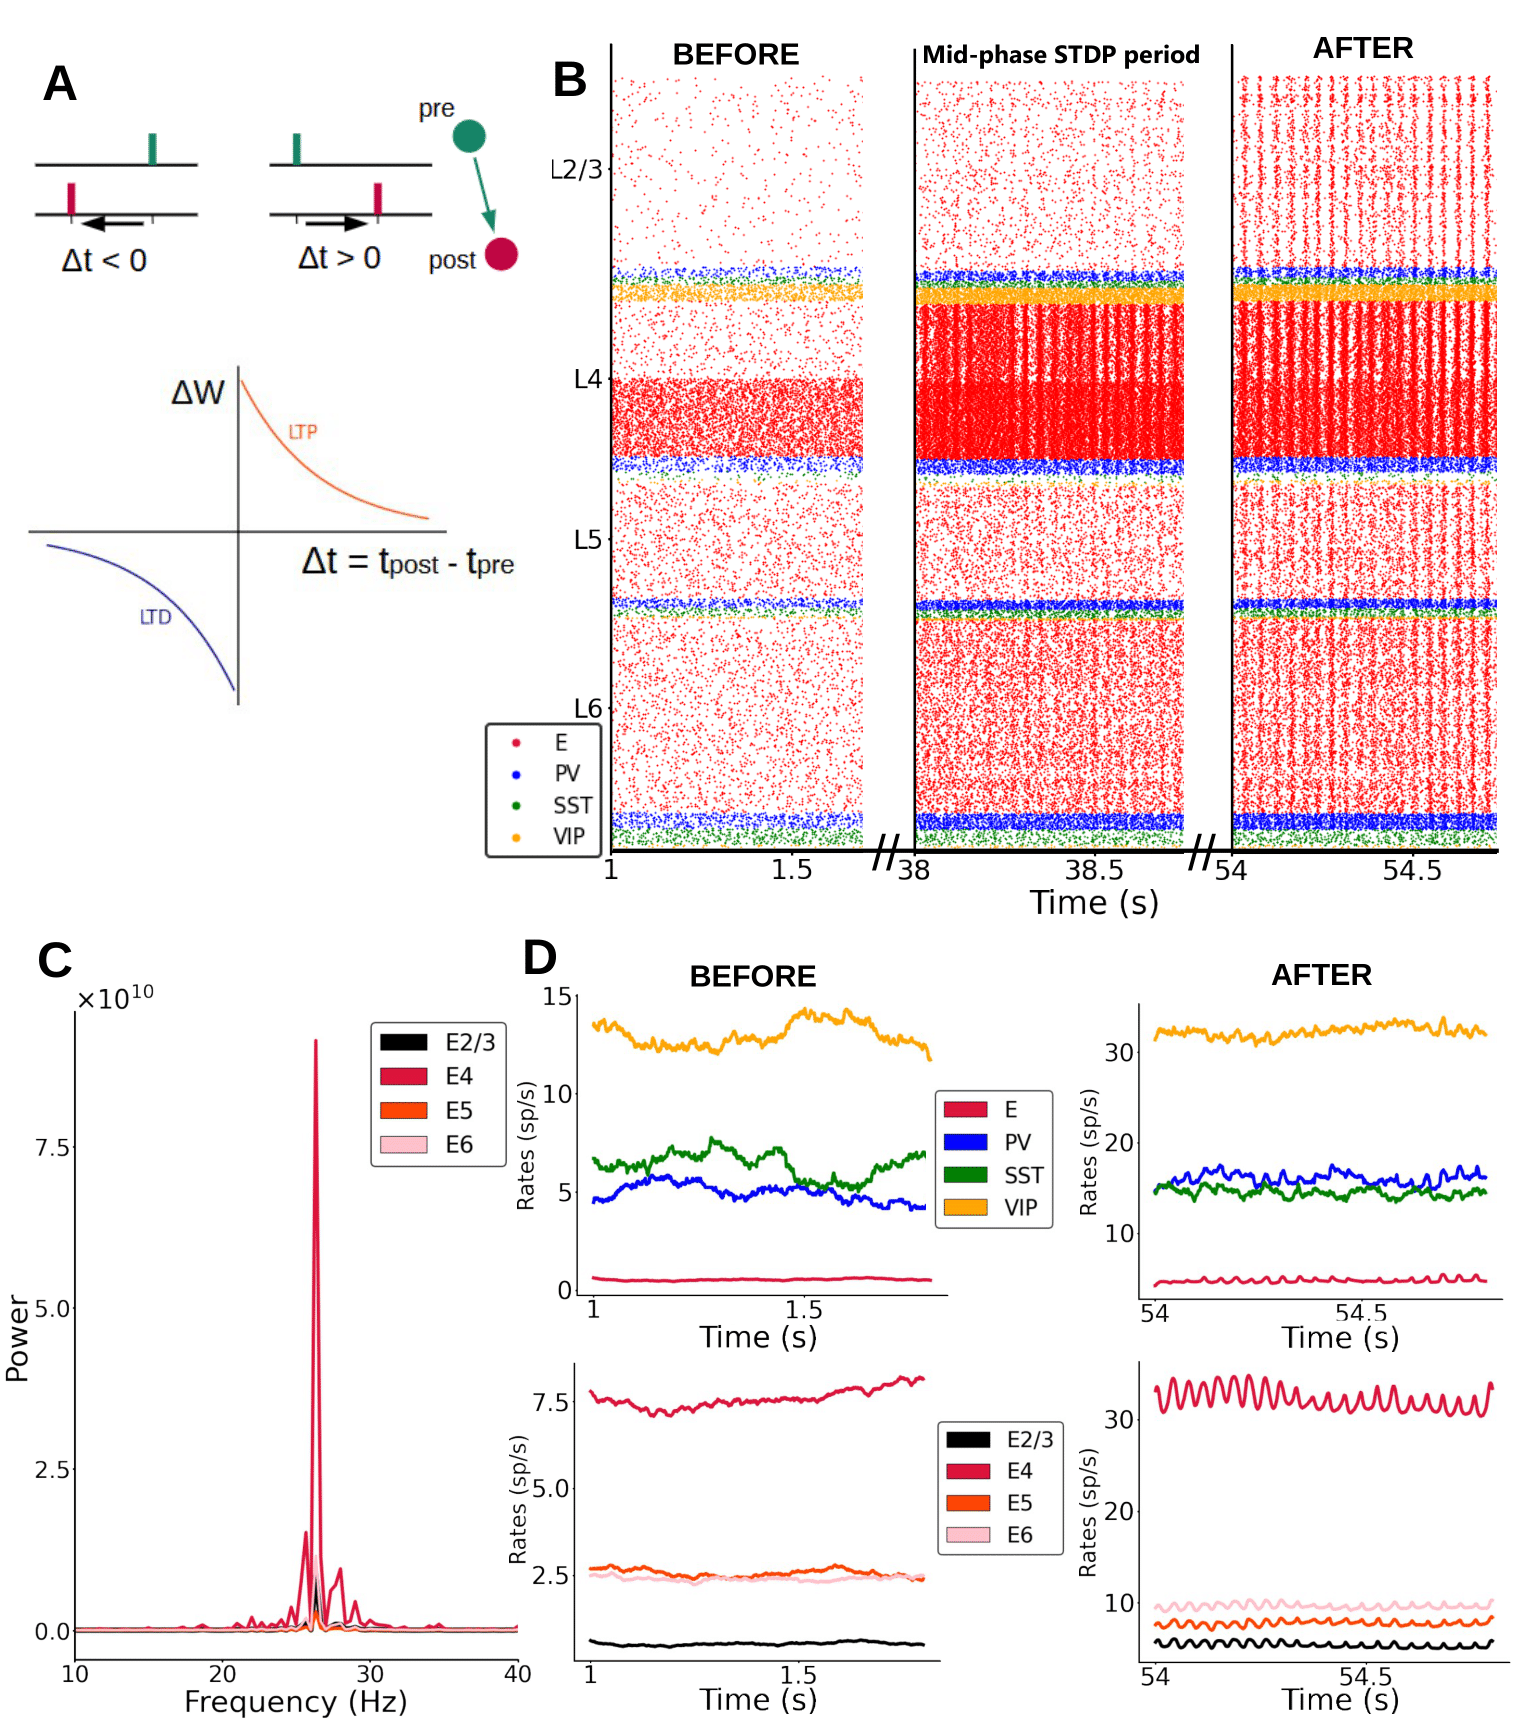 A
pre
post
Δt < 0
Δt > 0
ΔW
LTP
LTD
Δt = tpost - tpre
B
BEFORE
Mid-phase STDP period
AFTER
L2/3
L4
L5
L6
E
PV
SST
VIP
1
1.5
38
38.5
54
54.5
Time (s)
C
×10^10
7.5
5.0
2.5
0.0
Power
10
20
30
40
Frequency (Hz)
E2/3
E4
E5
E6
D
BEFORE
15
10
5
0
Rates (sp/s)
1
1.5
Time (s)
E
PV
SST
VIP
AFTER
30
20
10
Rates (sp/s)
54
54.5
Time (s)
7.5
5.0
2.5
Rates (sp/s)
1
1.5
Time (s)
E2/3
E4
E5
E6
30
20
10
Rates (sp/s)
54
54.5
Time (s)